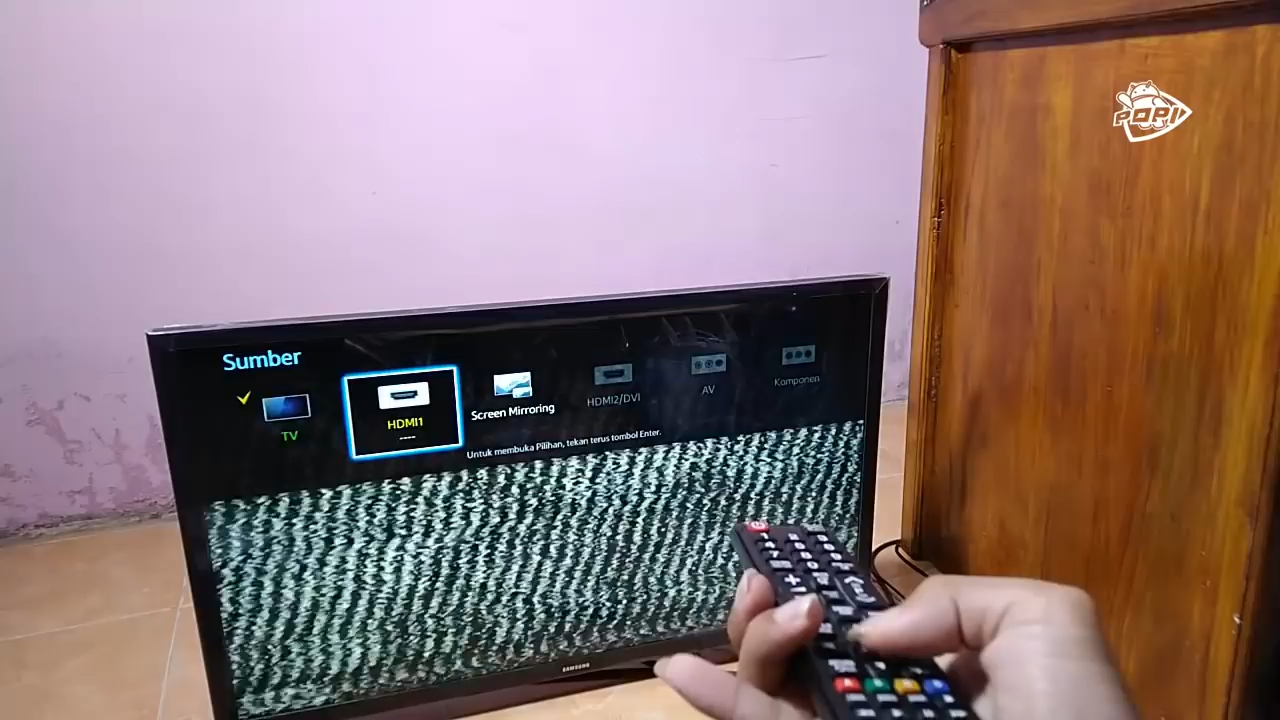 POPI
Sumber
TV
HDMI1
----
Screen Mirroring
HDMI2/DVI
AV
Komponen
Untuk membuka Pilihan, tekan terus tombol Enter.
SAMSUNG